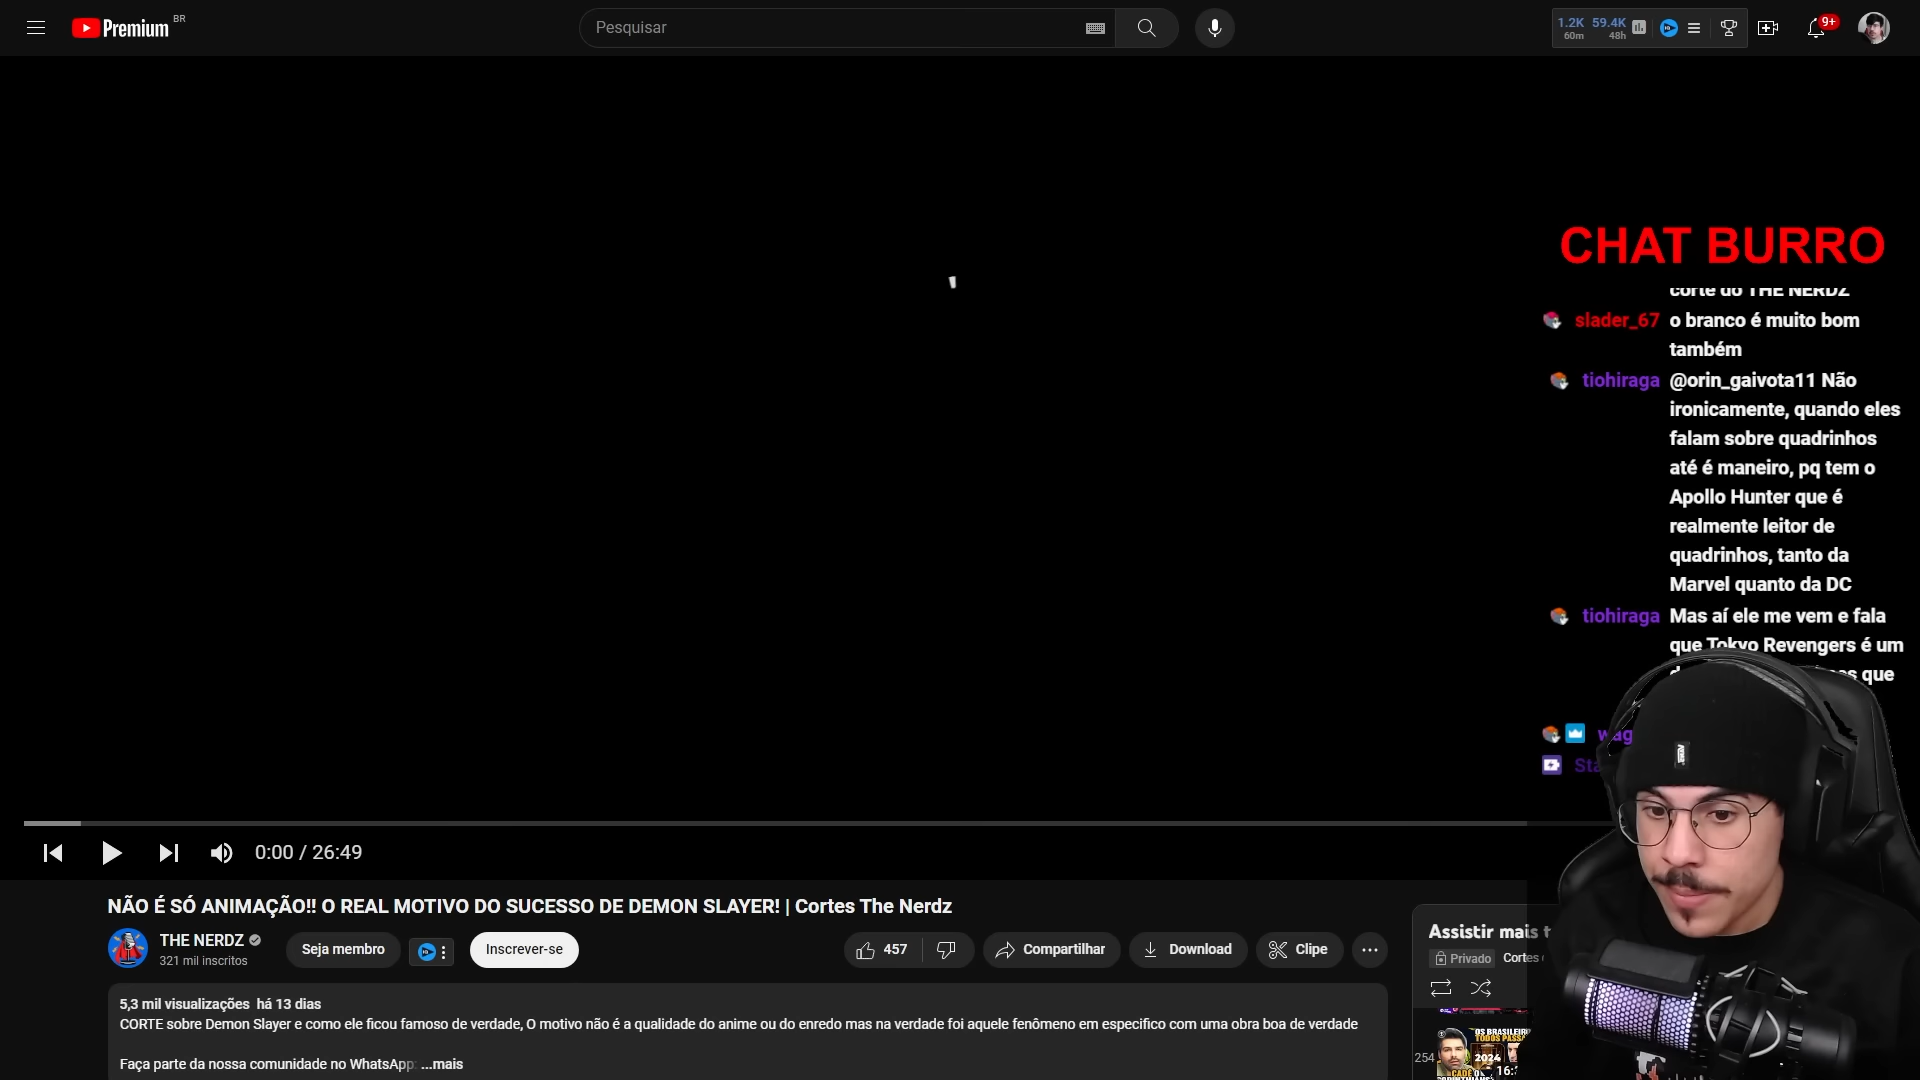 Premium BR
Pesquisar
1.2K 59.4K
60m 48h
9+
CHAT BURRO
corte do THE NERDZ
slader_67 o branco é muito bom
também
tiohiraga @orin_gaivota11 Não
ironicamente, quando eles
falam sobre quadrinhos
até é maneiro, pq tem o
Apollo Hunter que é
realmente leitor de
quadrinhos, tanto da
Marvel quanto da DC
tiohiraga Mas aí ele me vem e fala
que Tokyo Revengers é um
que
0:00 / 26:49
NÃO É SÓ ANIMAÇÃO!! O REAL MOTIVO DO SUCESSO DE DEMON SLAYER! | Cortes The Nerdz
THE NERDZ
321 mil inscritos
Seja membro
Inscrever-se
457
Compartilhar
Download
Clipe
Assistir mais t
Privado Cortes
5,3 mil visualizações há 13 dias
CORTE sobre Demon Slayer e como ele ficou famoso de verdade, O motivo não é a qualidade do anime ou do enredo mas na verdade foi aquele fenômeno em especifico com uma obra boa de verdade
Faça parte da nossa comunidade no WhatsApp: ...mais
254
OS BRASILEIR
TODOS PASSA
2024